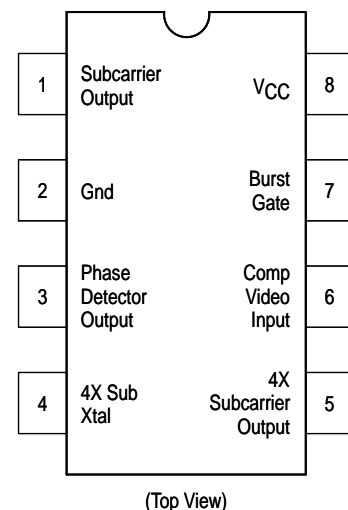 1
Subcarrier
Output
VCC
8
2
Gnd
Burst
Gate
7
3
Phase
Detector
Output
Comp
Video
Input
6
4
4X Sub
Xtal
4X
Subcarrier
Output
5
(Top View)